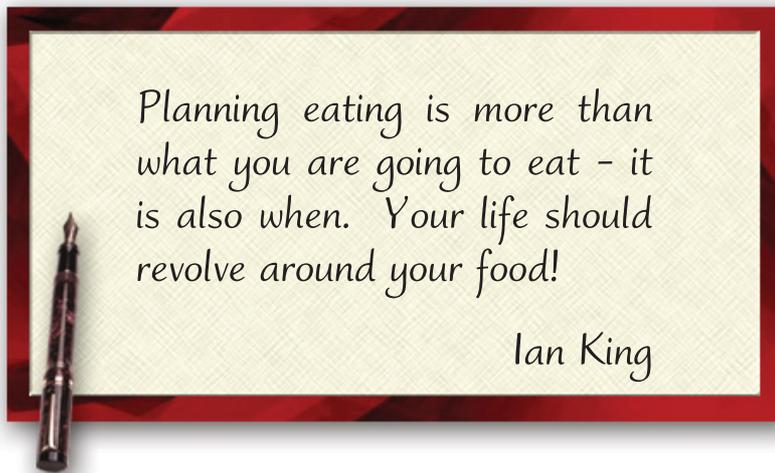 Planning eating is more than
what you are going to eat - it
is also when.  Your life should
revolve around your food!
Ian King